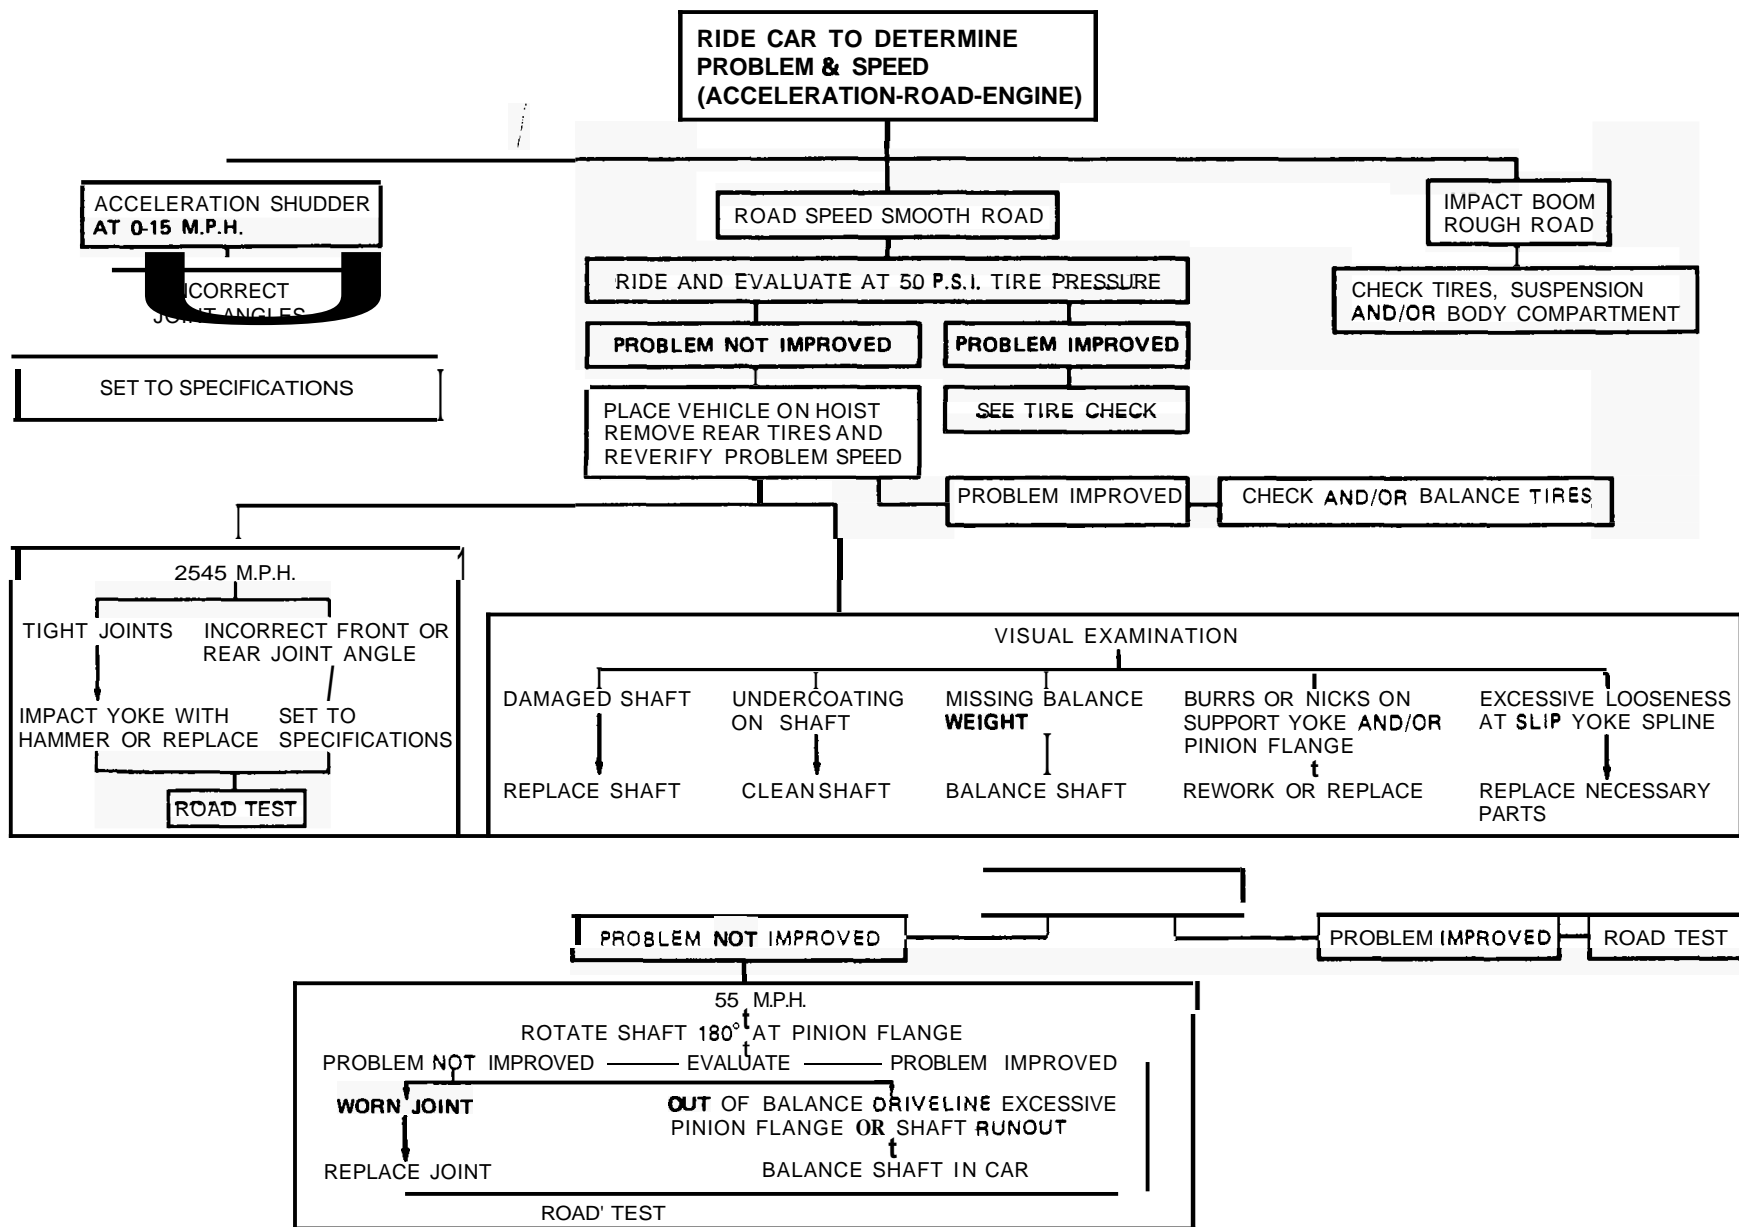 RIDE CAR TO DETERMINE
PROBLEM & SPEED
(ACCELERATION-ROAD-ENGINE)
ACCELERATION SHUDDER
AT 0-15 M.P.H.
ROAD SPEED SMOOTH ROAD
IMPACT BOOM
ROUGH ROAD
NCORRECT
JOINT ANGLES
RIDE AND EVALUATE AT 50 P.S.I. TIRE PRESSURE
CHECK TIRES, SUSPENSION
AND/OR BODY COMPARTMENT
PROBLEM NOT IMPROVED
PROBLEM IMPROVED
SET TO SPECIFICATIONS
PLACE VEHICLE ON HOIST
REMOVE REAR TIRES AND
REVERIFY PROBLEM SPEED
SEE TIRE CHECK
PROBLEM IMPROVED
CHECK AND/OR BALANCE TIRES
2545 M.P.H.
TIGHT JOINTS
INCORRECT FRONT OR
REAR JOINT ANGLE
IMPACT YOKE WITH
HAMMER OR REPLACE
SET TO
SPECIFICATIONS
ROAD TEST
VISUAL EXAMINATION
DAMAGED SHAFT
UNDERCOATING
ON SHAFT
MISSING BALANCE
WEIGHT
BURRS OR NICKS ON
SUPPORT YOKE AND/OR
PINION FLANGE
t
EXCESSIVE LOOSENESS
AT SLIP YOKE SPLINE
REPLACE SHAFT
CLEAN SHAFT
BALANCE SHAFT
REWORK OR REPLACE
REPLACE NECESSARY
PARTS
PROBLEM NOT IMPROVED
PROBLEM IMPROVED
ROAD TEST
55 M.P.H.
t
ROTATE SHAFT 180° AT PINION FLANGE
t
PROBLEM NOT IMPROVED —— EVALUATE —— PROBLEM IMPROVED
WORN JOINT
OUT OF BALANCE DRIVELINE EXCESSIVE
PINION FLANGE OR SHAFT RUNOUT
t
REPLACE JOINT
BALANCE SHAFT IN CAR
ROAD' TEST